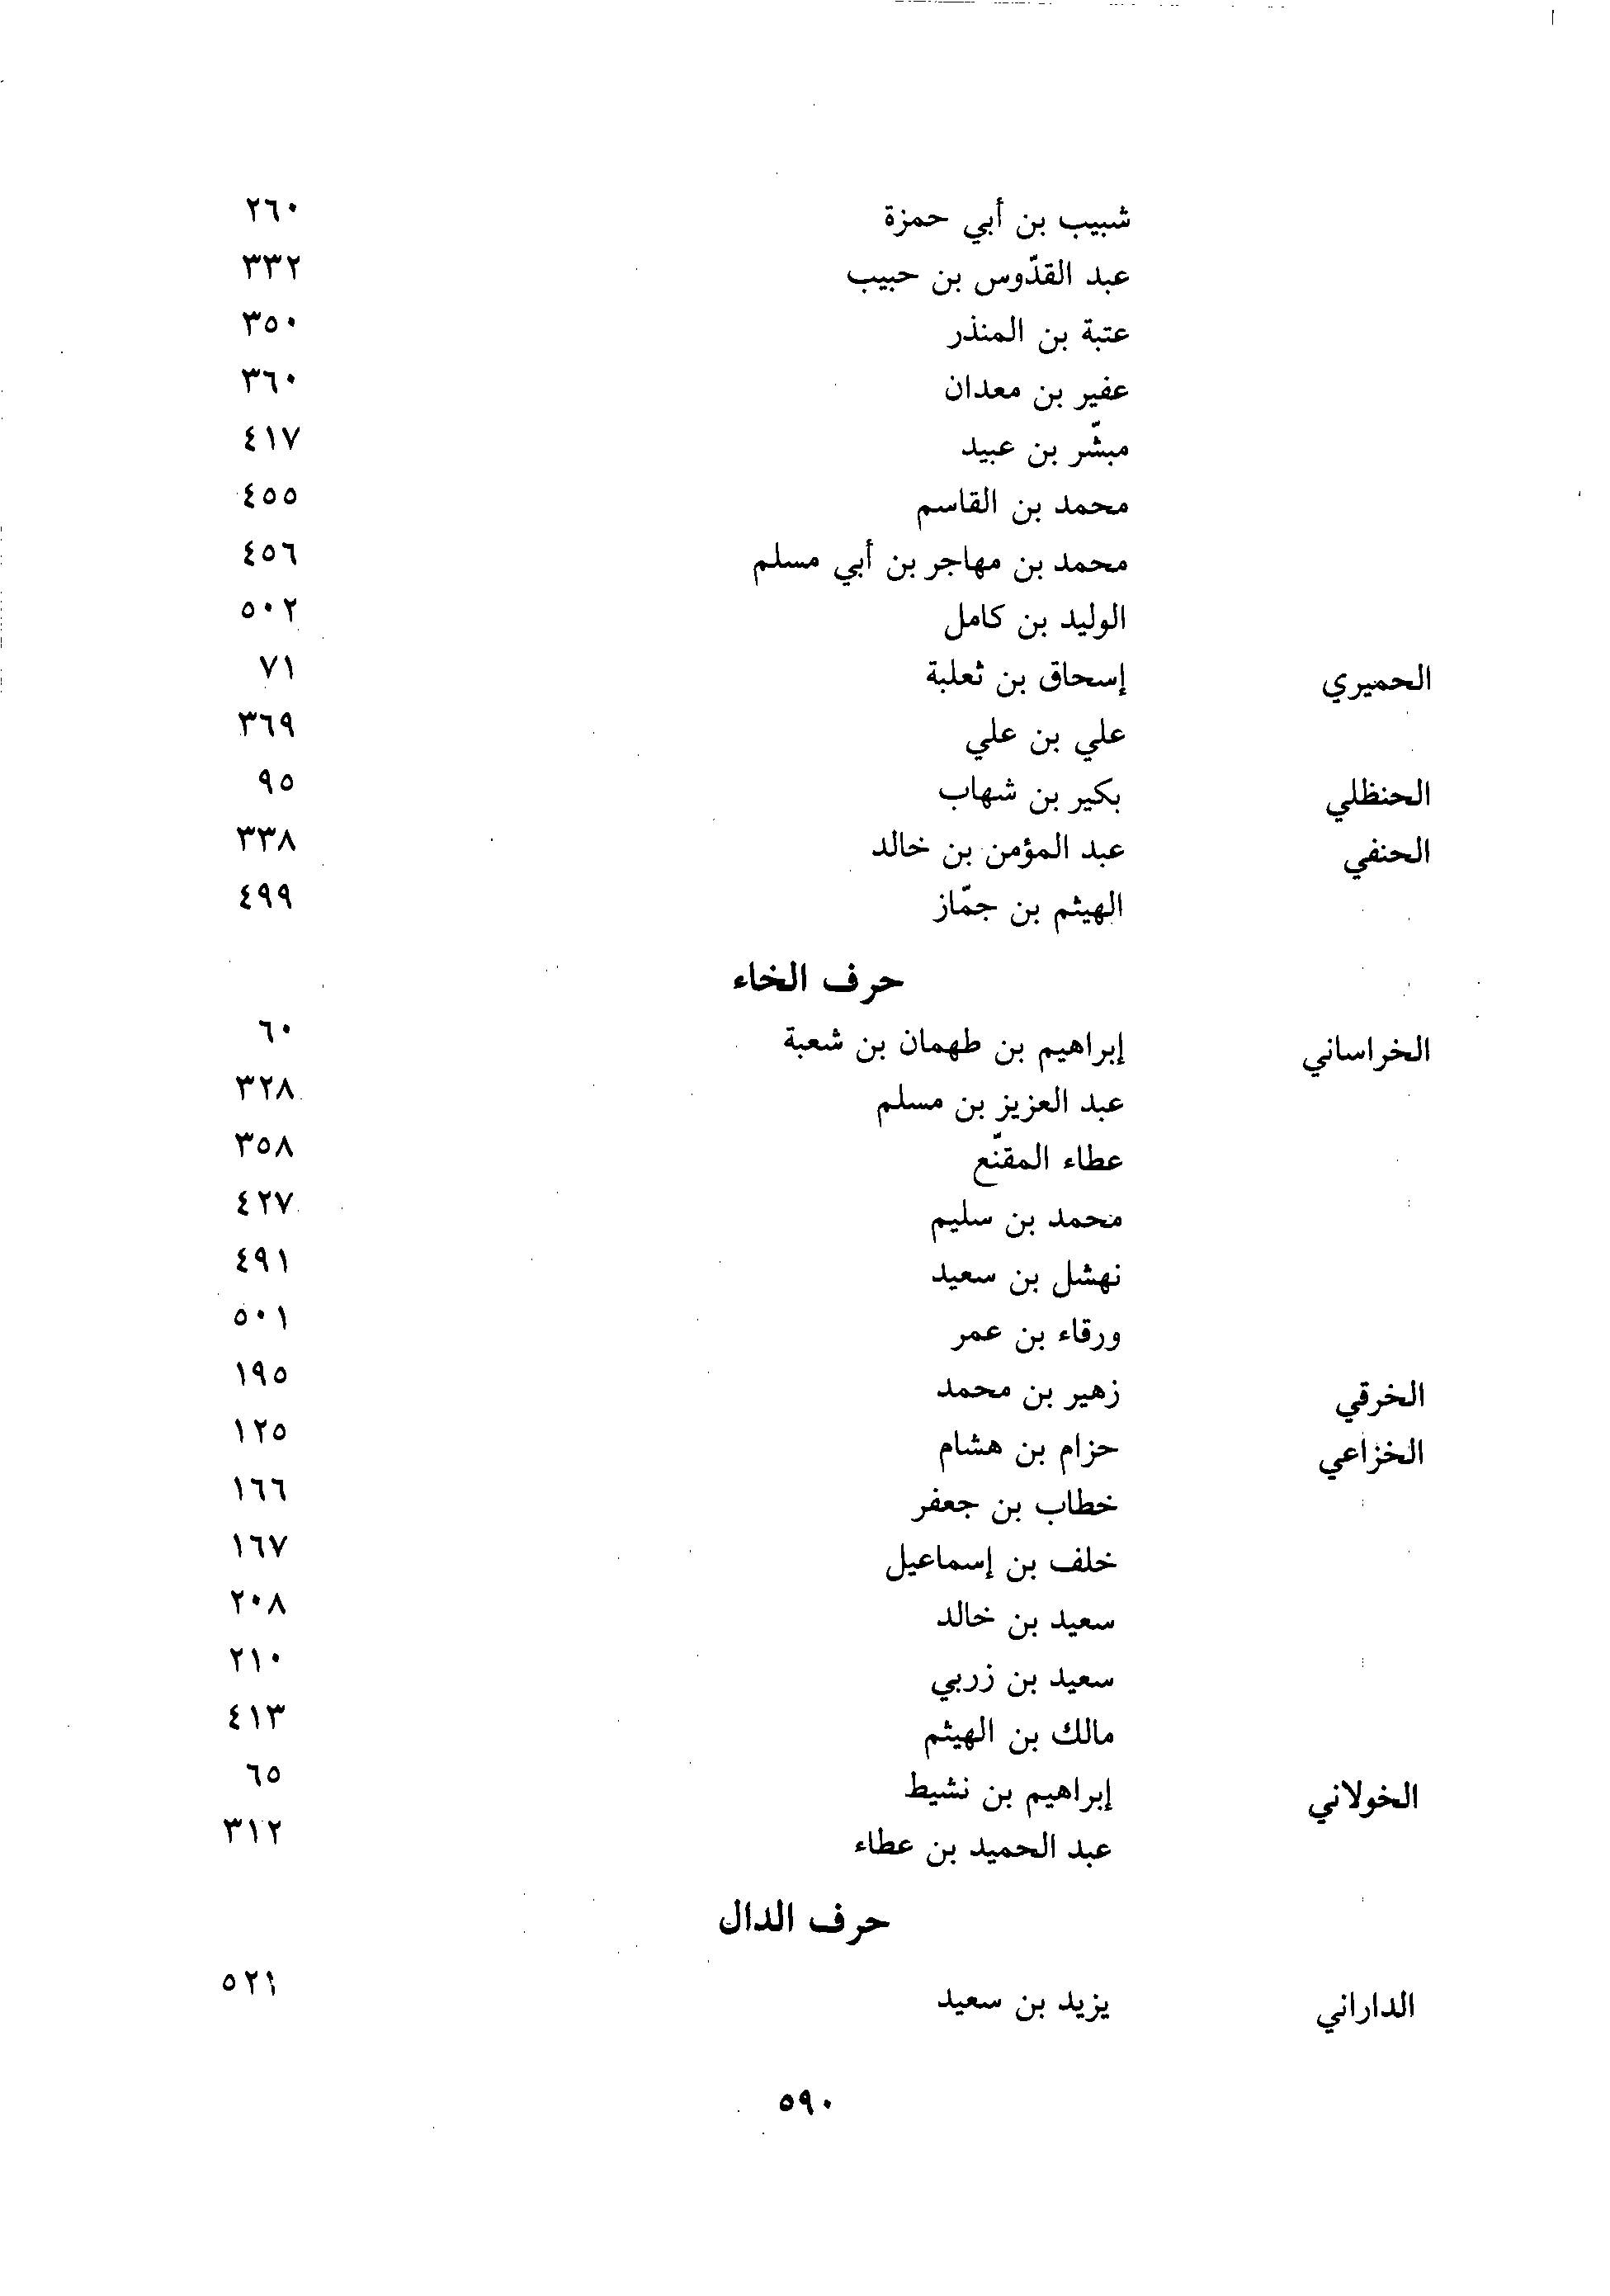 شبيب بن أبي حمزة ٢٦٠
عبد القدّوس بن حبيب ٣٣٢
عتبة بن المنذر ٣٥٠
عفير بن معدان ٣٦٠
مبشّر بن عبيد ٤١٧
محمد بن القاسم ٤٥٥
محمد بن مهاجر بن أبي مسلم ٤٥٦
الوليد بن كامل ٥٠٢
الحميري إسحاق بن ثعلبة ٧١
علي بن علي ٣٦٩
الحنظلي بكير بن شهاب ٩٥
الحنفي عبد المؤمن بن خالد ٣٣٨
الهيثم بن جمّاز ٤٩٩
حرف الخاء
الخراساني إبراهيم بن طهمان بن شعبة ٦٠
عبد العزيز بن مسلم ٣٢٨
عطاء المقنّع ٣٥٨
محمد بن سليم ٤٢٧
نهشل بن سعيد ٤٩١
ورقاء بن عمر ٥٠١
الخرقي زهير بن محمد ١٩٥
الخزاعي حزام بن هشام ١٢٥
خطاب بن جعفر ١٦٦
خلف بن إسماعيل ١٦٧
سعيد بن خالد ٢٠٨
سعيد بن زربي ٢١٠
مالك بن الهيثم ٤١٣
الخولاني إبراهيم بن نشيط ٦٥
عبد الحميد بن عطاء ٣١٢
حرف الدال
الداراني يزيد بن سعيد ٥٢١
٥٩٠